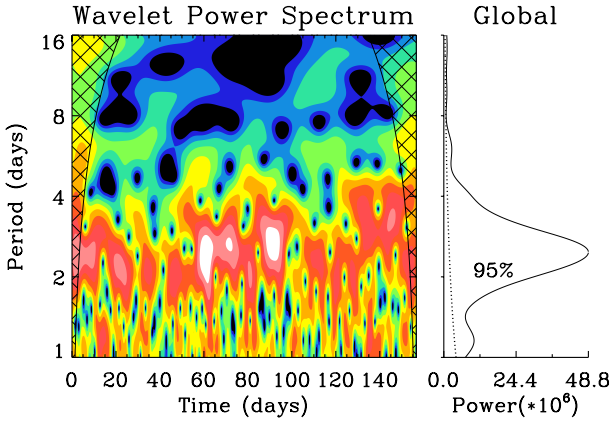 Wavelet Power Spectrum
Global
16
8
4
2
1
Period (days)
0 20 40 60 80 100 120 140
Time (days)
95%
0.0 24.4 48.8
Power(*10⁶)